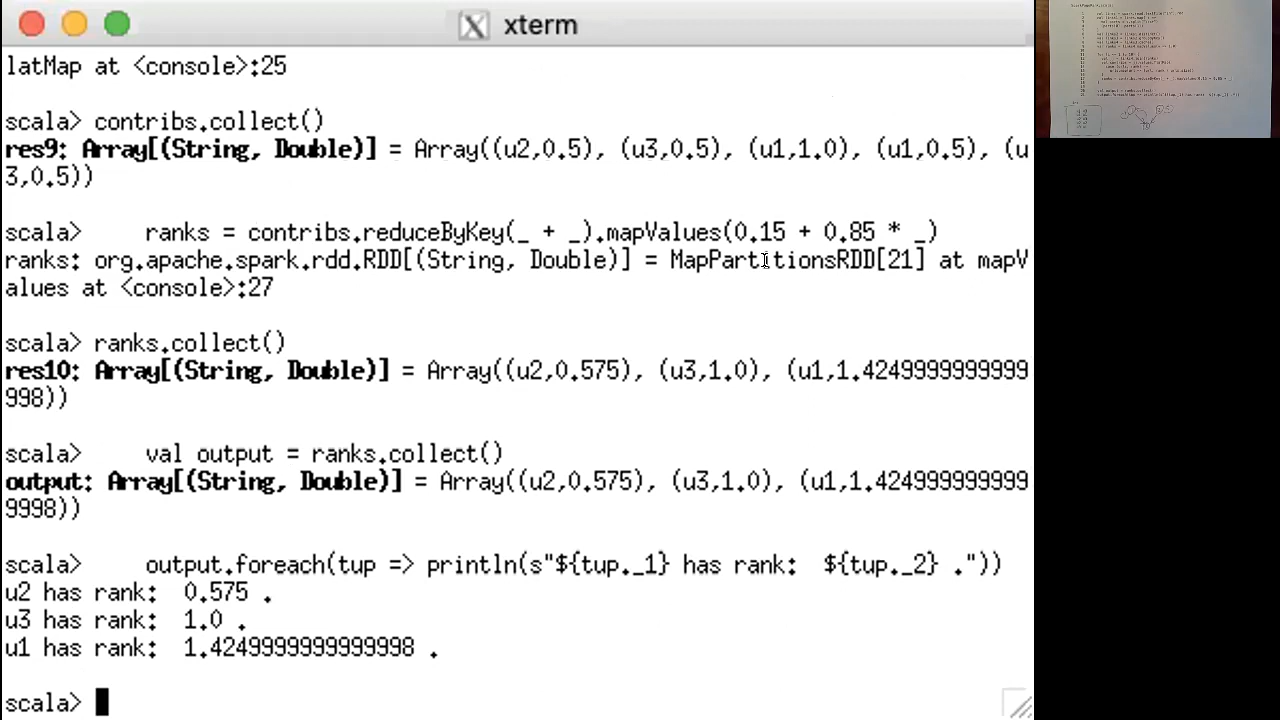 xterm
latMap at <console>:25
scala> contribs.collect()
res9: Array[(String, Double)] = Array((u2,0.5), (u3,0.5), (u1,1.0), (u1,0.5), (u
3,0.5))
scala>     ranks = contribs.reduceByKey(_ + _).mapValues(0.15 + 0.85 * _)
ranks: org.apache.spark.rdd.RDD[(String, Double)] = MapPartitionsRDD[21] at mapV
alues at <console>:27
scala> ranks.collect()
res10: Array[(String, Double)] = Array((u2,0.575), (u3,1.0), (u1,1.4249999999999
998))
scala>     val output = ranks.collect()
output: Array[(String, Double)] = Array((u2,0.575), (u3,1.0), (u1,1.424999999999
9998))
scala>     output.foreach(tup => println(s"${tup._1} has rank:  ${tup._2} ."))
u2 has rank:  0.575 .
u3 has rank:  1.0 .
u1 has rank:  1.4249999999999998 .
scala>